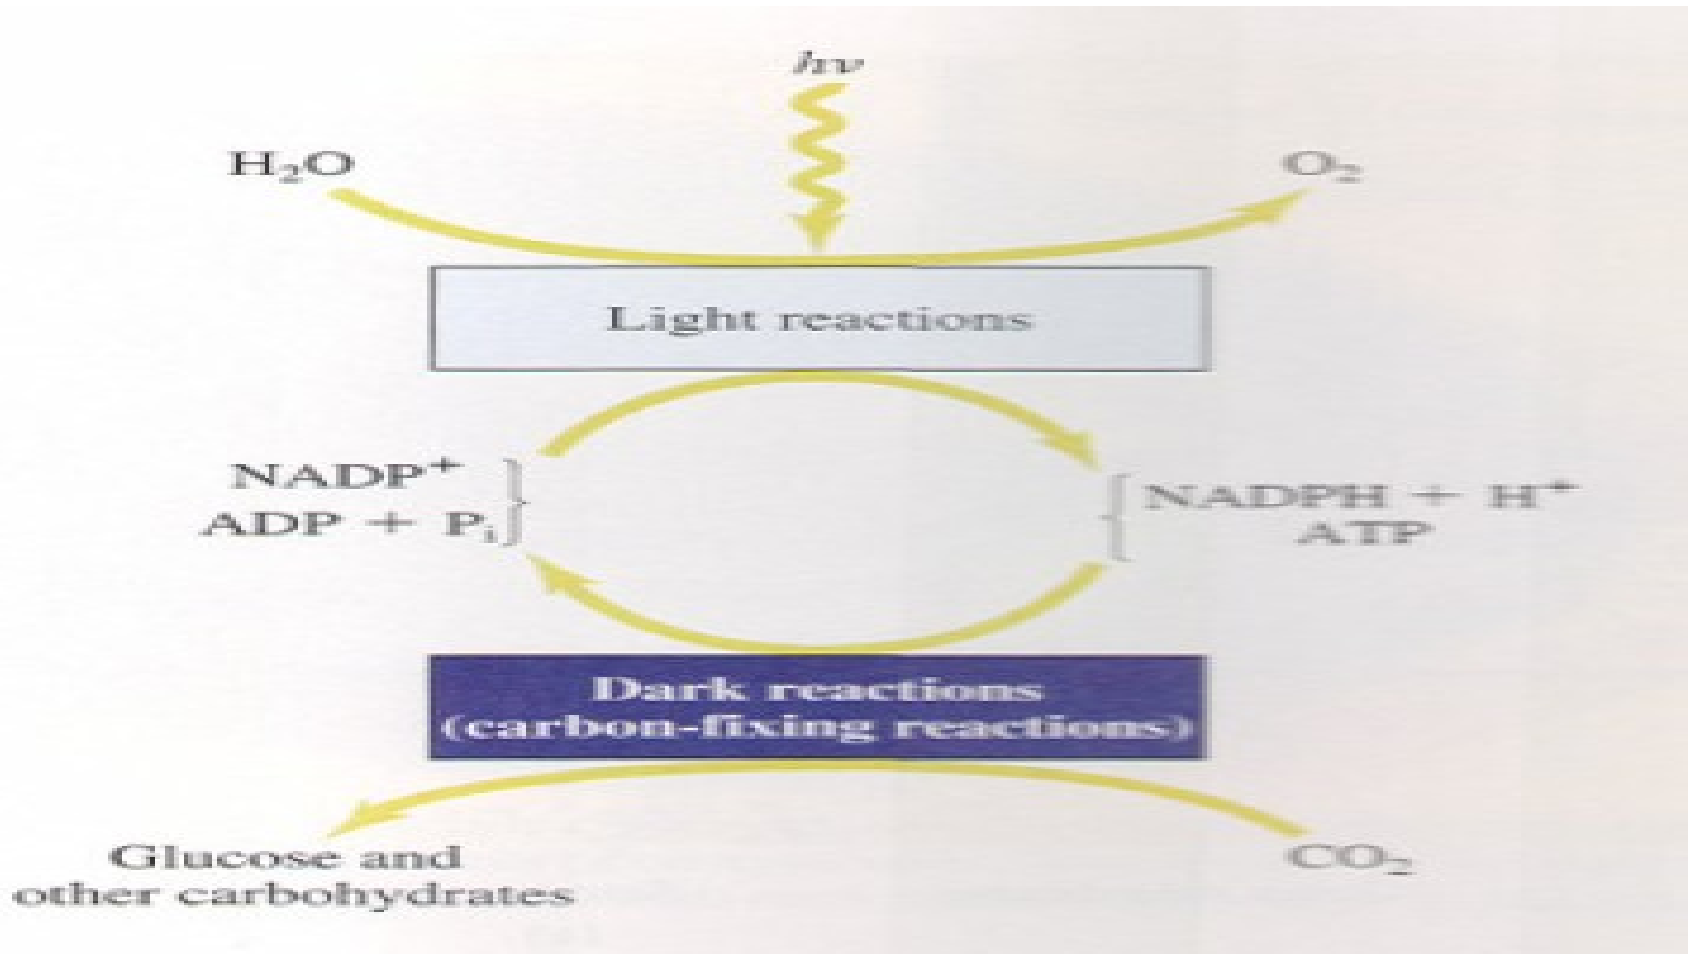 hν
H₂O
O₂
Light reactions
NADP⁺
ADP + Pᵢ
NADPH + H⁺
ATP
Dark reactions
(carbon-fixing reactions)
Glucose and
other carbohydrates
CO₂